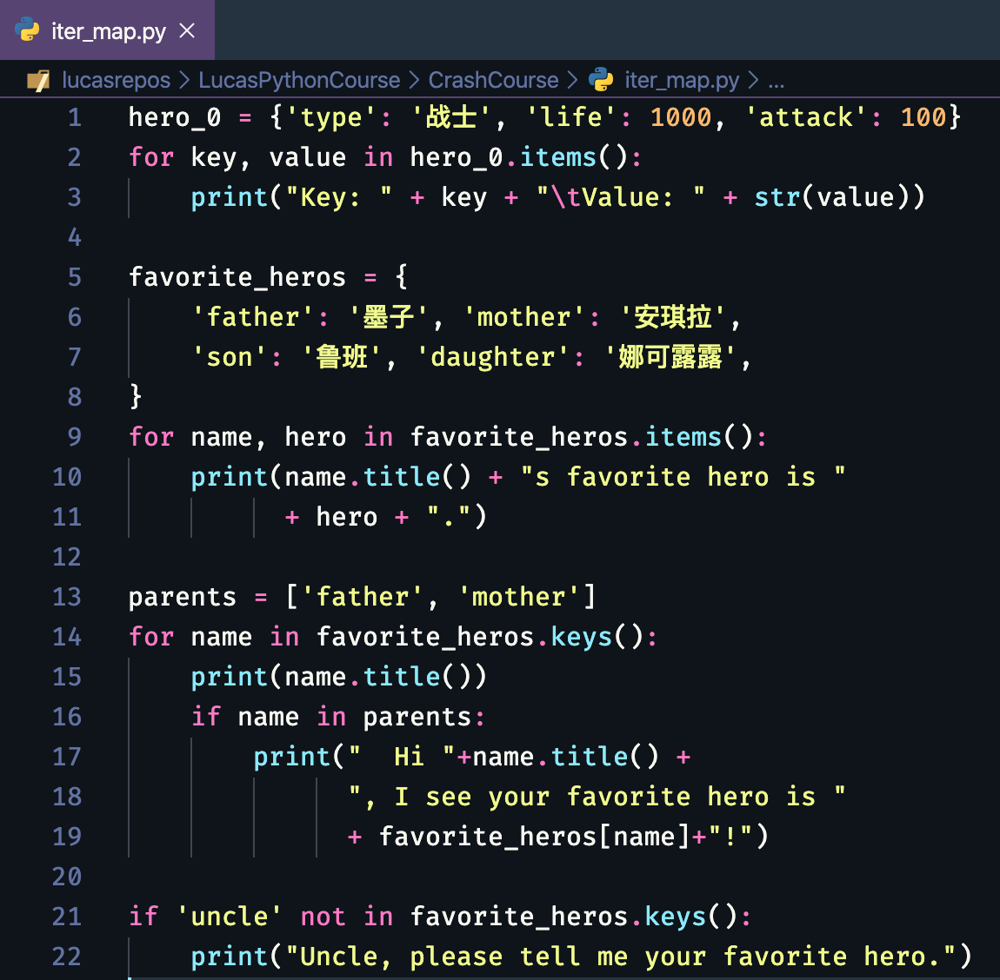 iter_map.py
lucasrepos > LucasPythonCourse > CrashCourse > iter_map.py > ...
1 hero_0 = {'type': '战士', 'life': 1000, 'attack': 100}
2 for key, value in hero_0.items():
3     print("Key: " + key + "\tValue: " + str(value))
4
5 favorite_heros = {
6     'father': '墨子', 'mother': '安琪拉',
7     'son': '鲁班', 'daughter': '娜可露露',
8 }
9 for name, hero in favorite_heros.items():
10     print(name.title() + "s favorite hero is "
11           + hero + ".")
12
13 parents = ['father', 'mother']
14 for name in favorite_heros.keys():
15     print(name.title())
16     if name in parents:
17         print("  Hi "+name.title() +
18               ", I see your favorite hero is "
19               + favorite_heros[name]+"!")
20
21 if 'uncle' not in favorite_heros.keys():
22     print("Uncle, please tell me your favorite hero.")